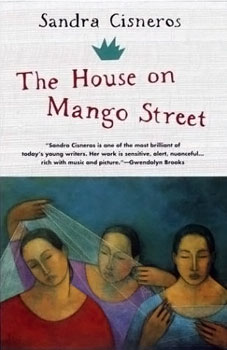 Sandra Cisneros
The House on
Mango Street
"Sandra Cisneros is one of the most brilliant of
today's young writers. Her work is sensitive, alert, nuanceful...
rich with music and picture."—Gwendolyn Brooks